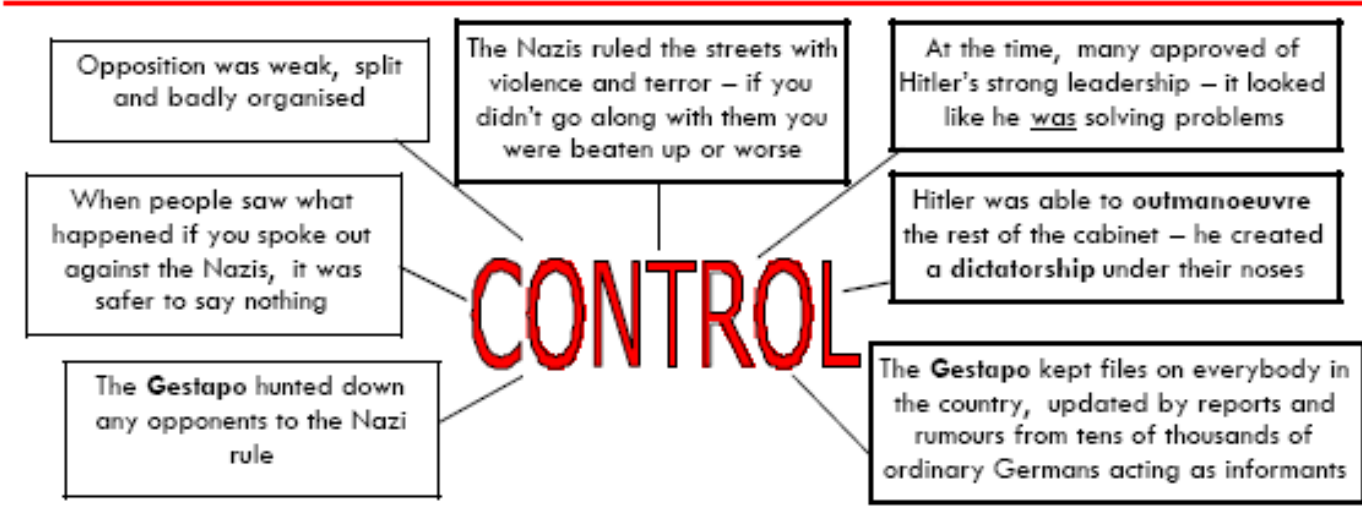 Opposition was weak, split
and badly organised
The Nazis ruled the streets with
violence and terror – if you
didn't go along with them you
were beaten up or worse
At the time, many approved of
Hitler's strong leadership – it looked
like he was solving problems
When people saw what
happened if you spoke out
against the Nazis, it was
safer to say nothing
Hitler was able to outmanoeuvre
the rest of the cabinet – he created
a dictatorship under their noses
CONTROL
The Gestapo hunted down
any opponents to the Nazi
rule
The Gestapo kept files on everybody in
the country, updated by reports and
rumours from tens of thousands of
ordinary Germans acting as informants